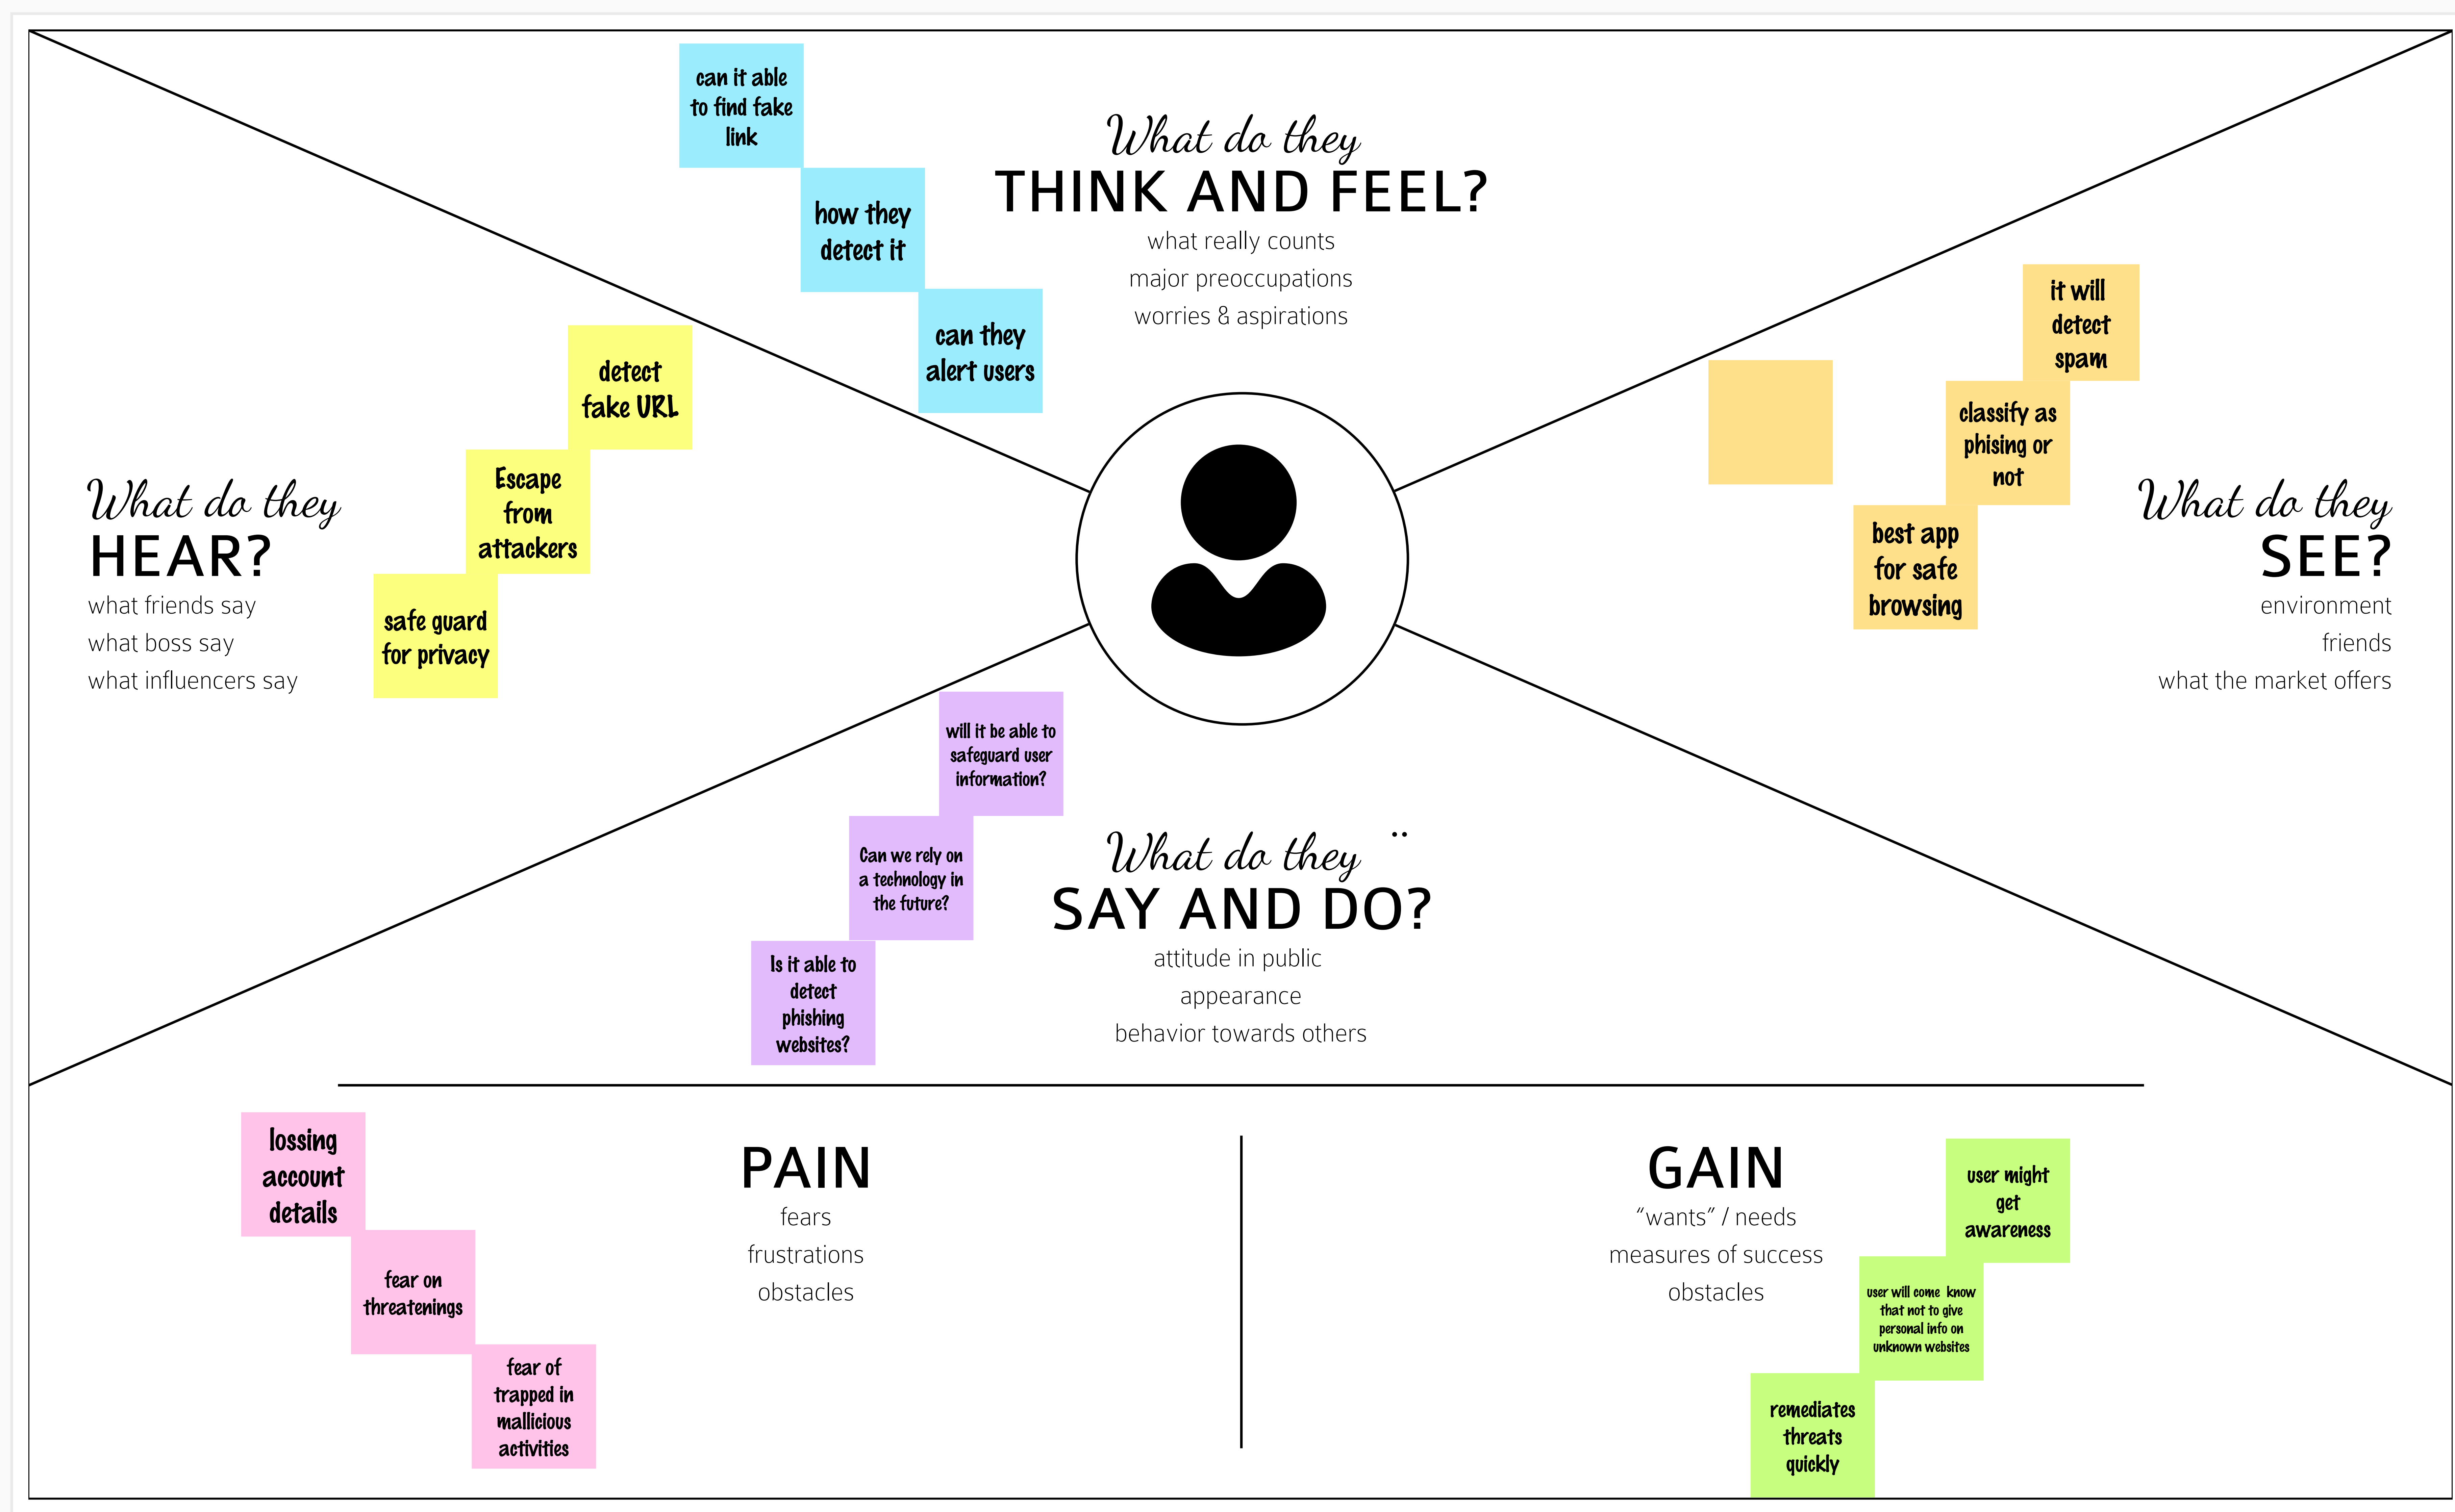 can it able
to find fake
link
how they
detect it
can they
alert users
What do they
THINK AND FEEL?
what really counts
major preoccupations
worries & aspirations
detect
fake URL
Escape
from
attackers
safe guard
for privacy
What do they
HEAR?
what friends say
what boss say
what influencers say
it will
detect
spam
classify as
phising or
not
best app
for safe
browsing
What do they
SEE?
environment
friends
what the market offers
will it be able to
safeguard user
information?
Can we rely on
a technology in
the future?
Is it able to
detect
phishing
websites?
What do they ¨
SAY AND DO?
attitude in public
appearance
behavior towards others
lossing
account
details
fear on
threatenings
fear of
trapped in
mallicious
activities
PAIN
fears
frustrations
obstacles
GAIN
“wants” / needs
measures of success
obstacles
user might
get
awareness
user will come  know
that not to give
personal info on
unknown websites
remediates
threats
quickly